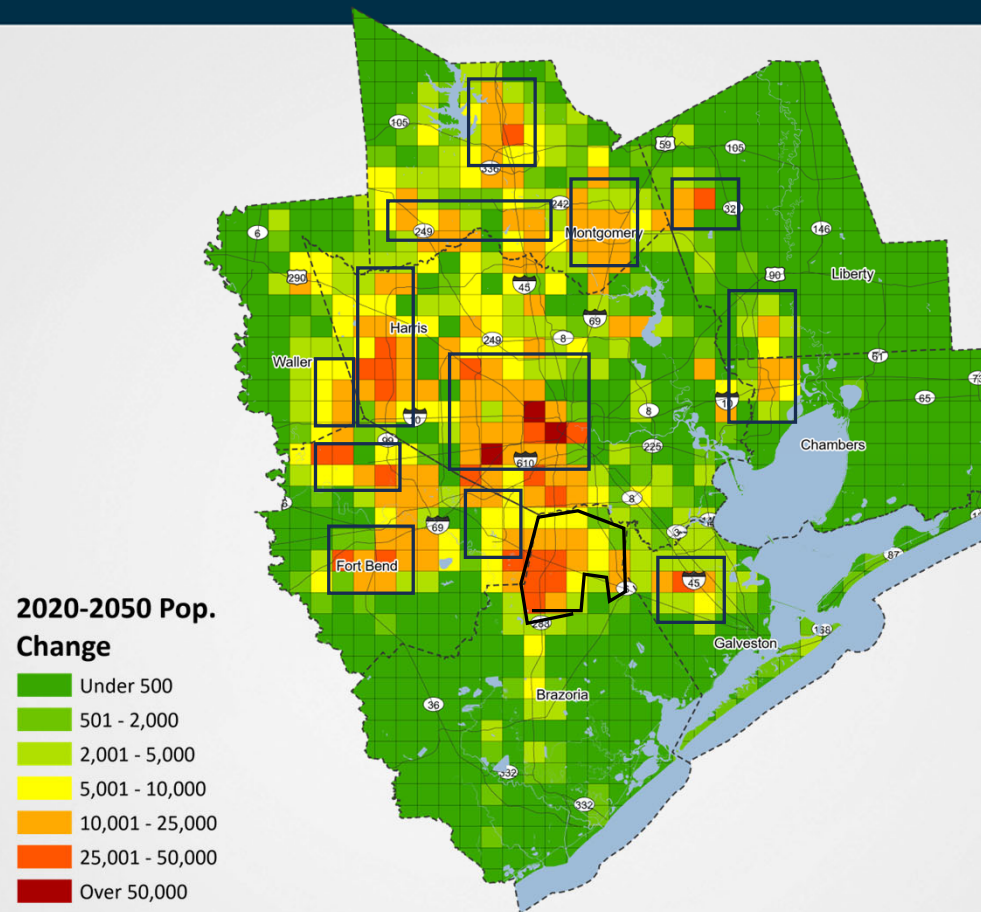 105
59
105
336
242
321
249
Montgomery
6
146
290
45
90
Liberty
69
Harris
249
8
Waller
61
65
10
8
10
99
225
Chambers
610
8
69
3
87
Fort Bend
45
288
168
Galveston
Brazoria
36
332
332
2020-2050 Pop.
Change
Under 500
501 - 2,000
2,001 - 5,000
5,001 - 10,000
10,001 - 25,000
25,001 - 50,000
Over 50,000